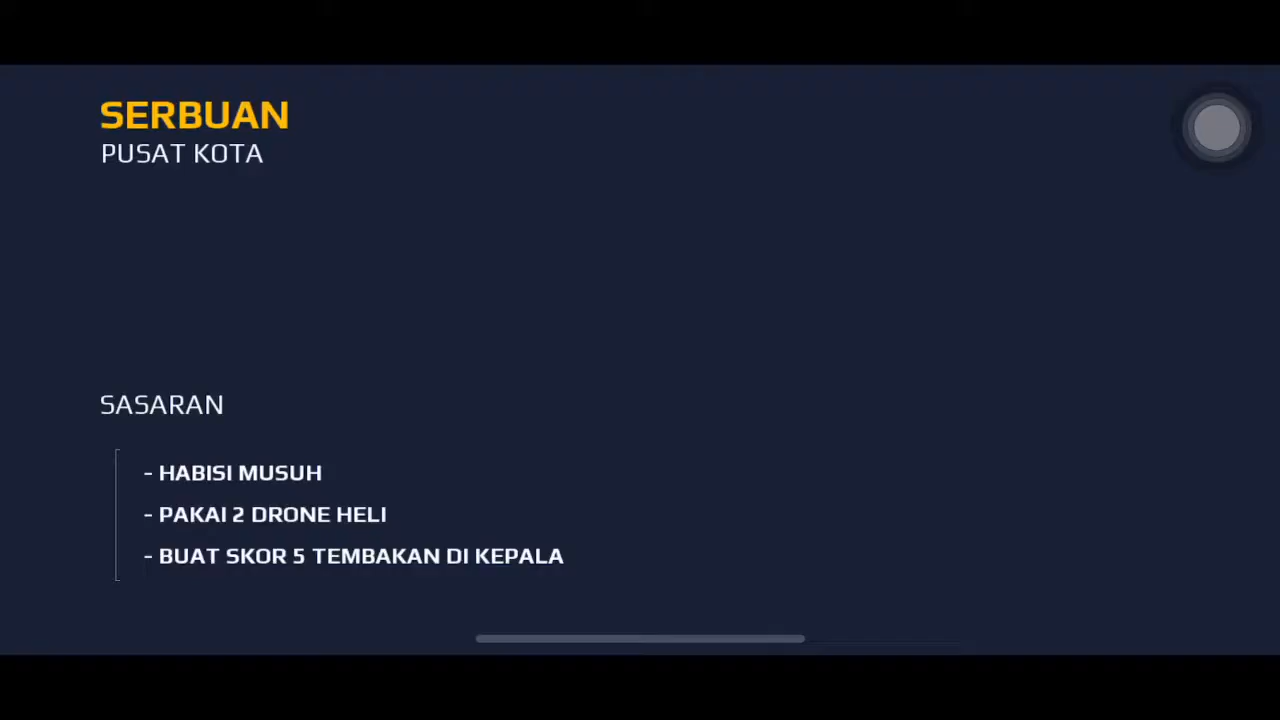 SERBUAN
PUSAT KOTA
SASARAN
- HABISI MUSUH
- PAKAI 2 DRONE HELI
- BUAT SKOR 5 TEMBAKAN DI KEPALA